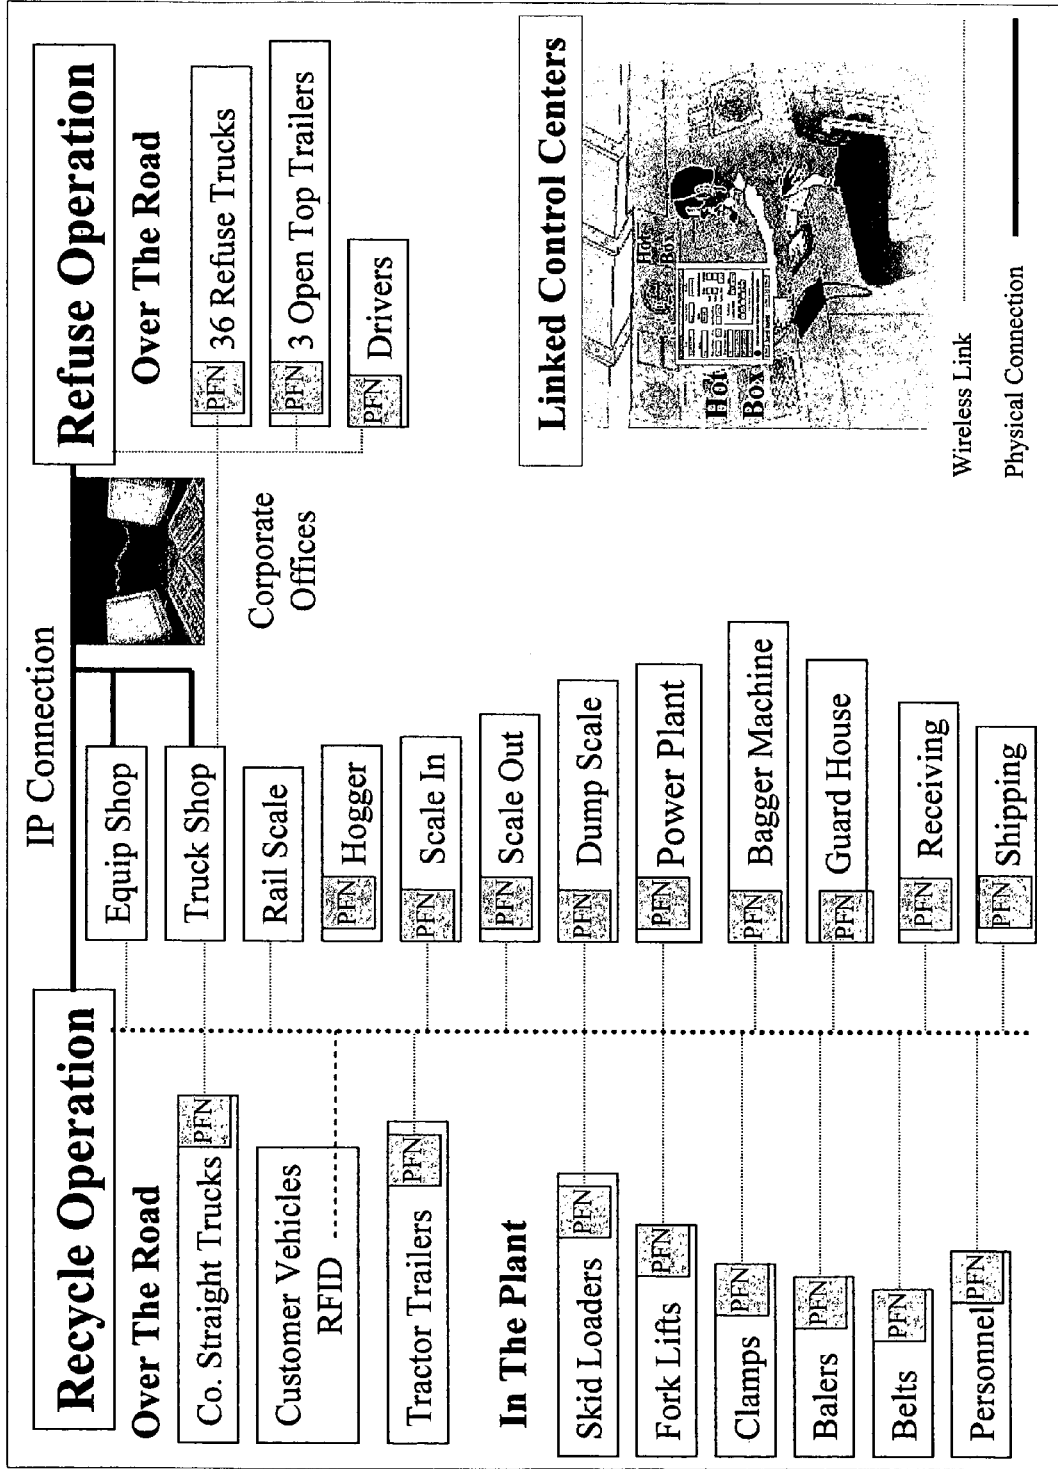 Recycle Operation
IP Connection
Refuse Operation
Over The Road
Co. Straight Trucks PFN
Customer Vehicles
RFID
Tractor Trailers PFN
In The Plant
Skid Loaders PFN
Fork Lifts PFN
Clamps PFN
Balers PFN
Belts PFN
Personnel PFN
Equip Shop
Truck Shop
Rail Scale
PFN Hogger
PFN Scale In
PFN Scale Out
PFN Dump Scale
PFN Power Plant
PFN Bagger Machine
PFN Guard House
PFN Receiving
PFN Shipping
Corporate
Offices
Over The Road
PFN 36 Refuse Trucks
PFN 3 Open Top Trailers
PFN Drivers
Linked Control Centers
Hot
Box
Hot
Box
Wireless Link
Physical Connection